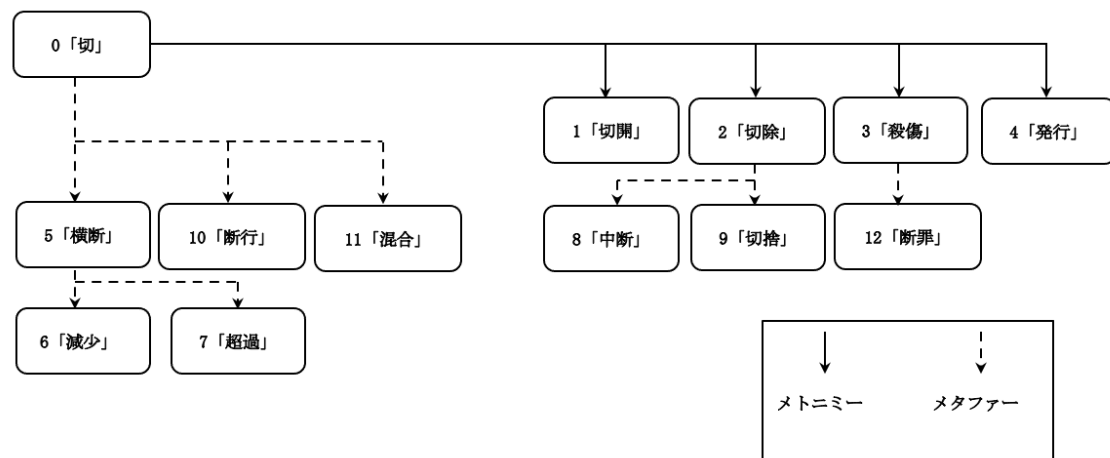 0「切」
1「切開」
2「切除」
3「殺傷」
4「発行」
5「横断」
10「断行」
11「混合」
8「中断」
9「切捨」
12「断罪」
6「減少」
7「超過」
メトニミー
メタファー